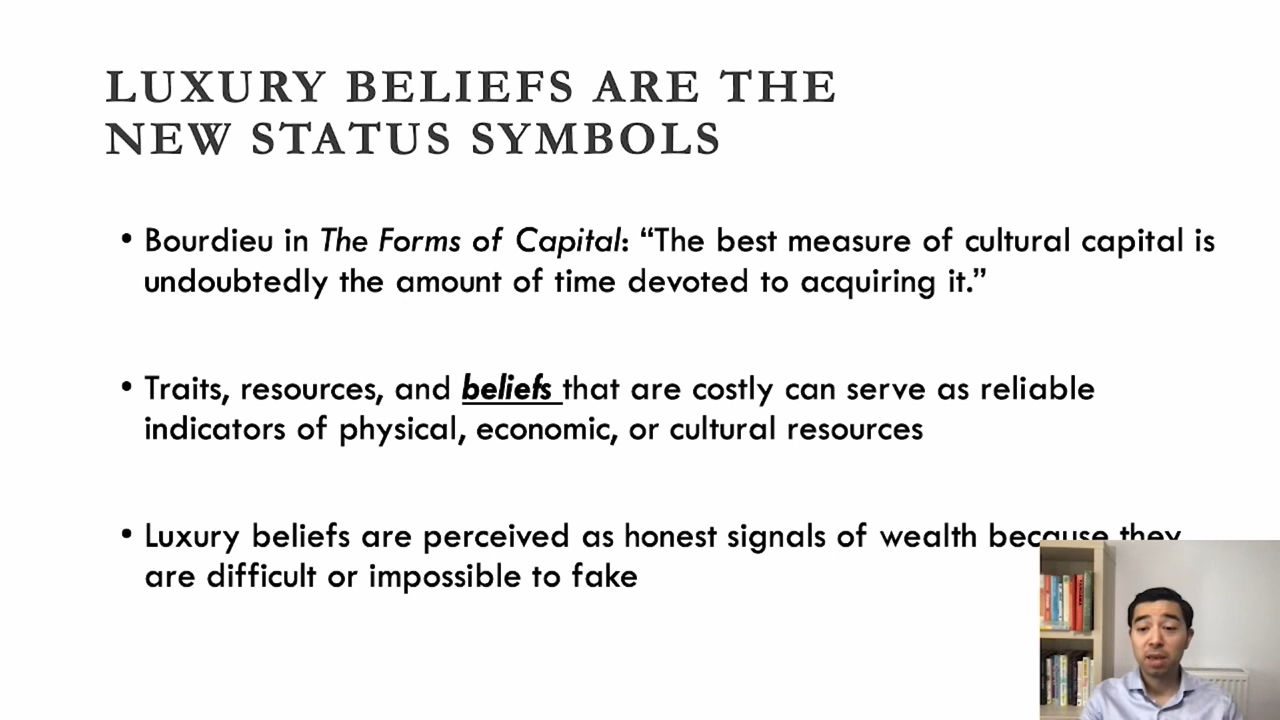 LUXURY BELIEFS ARE THE
NEW STATUS SYMBOLS
• Bourdieu in The Forms of Capital: “The best measure of cultural capital is
undoubtedly the amount of time devoted to acquiring it.”
• Traits, resources, and beliefs that are costly can serve as reliable
indicators of physical, economic, or cultural resources
• Luxury beliefs are perceived as honest signals of wealth because they
are difficult or impossible to fake